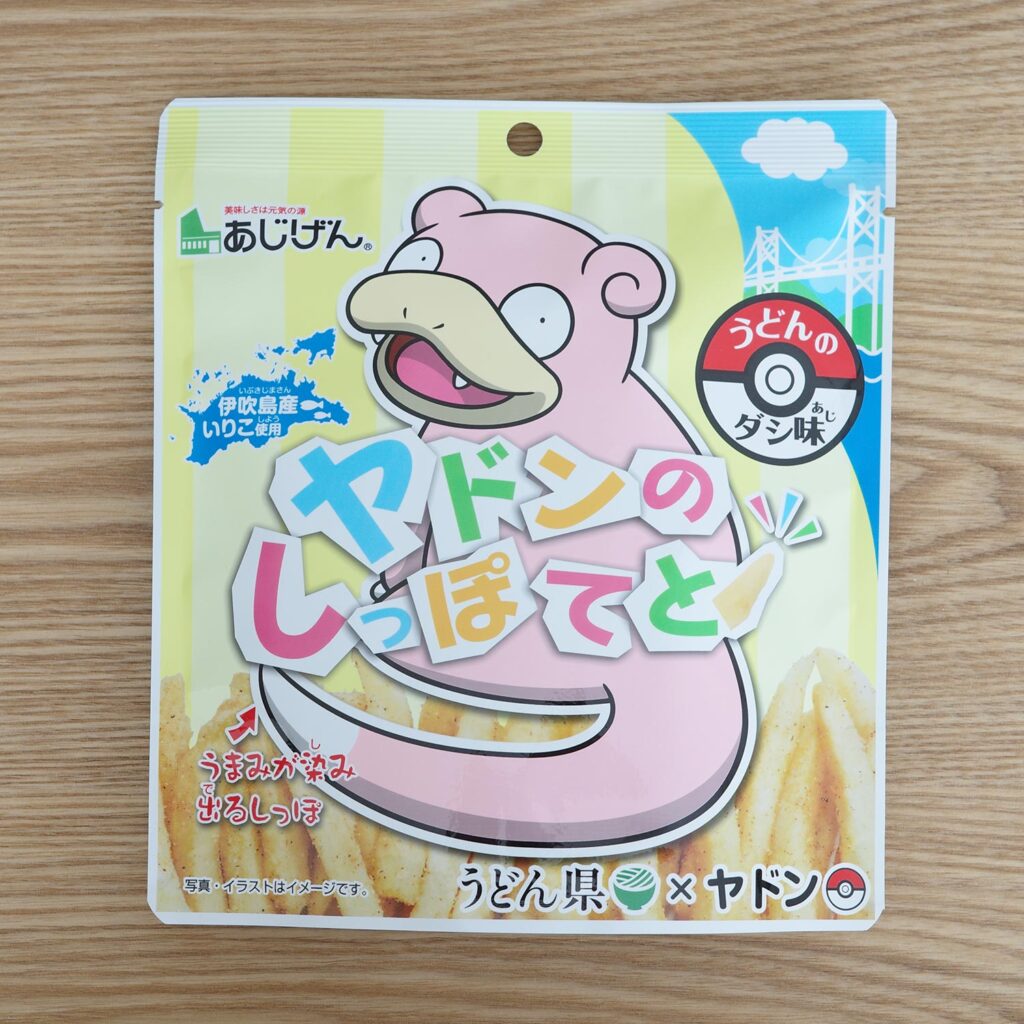 美味しさは元気の源
あじげん®
うどんの
ダシ味
あじ
いぶきじまさん
伊吹島産
いりこ使用
しよう
ヤドンの
しっぽてと
うまみが染み
し
出るしっぽ
で
写真・イラストはイメージです。
うどん県×ヤドン